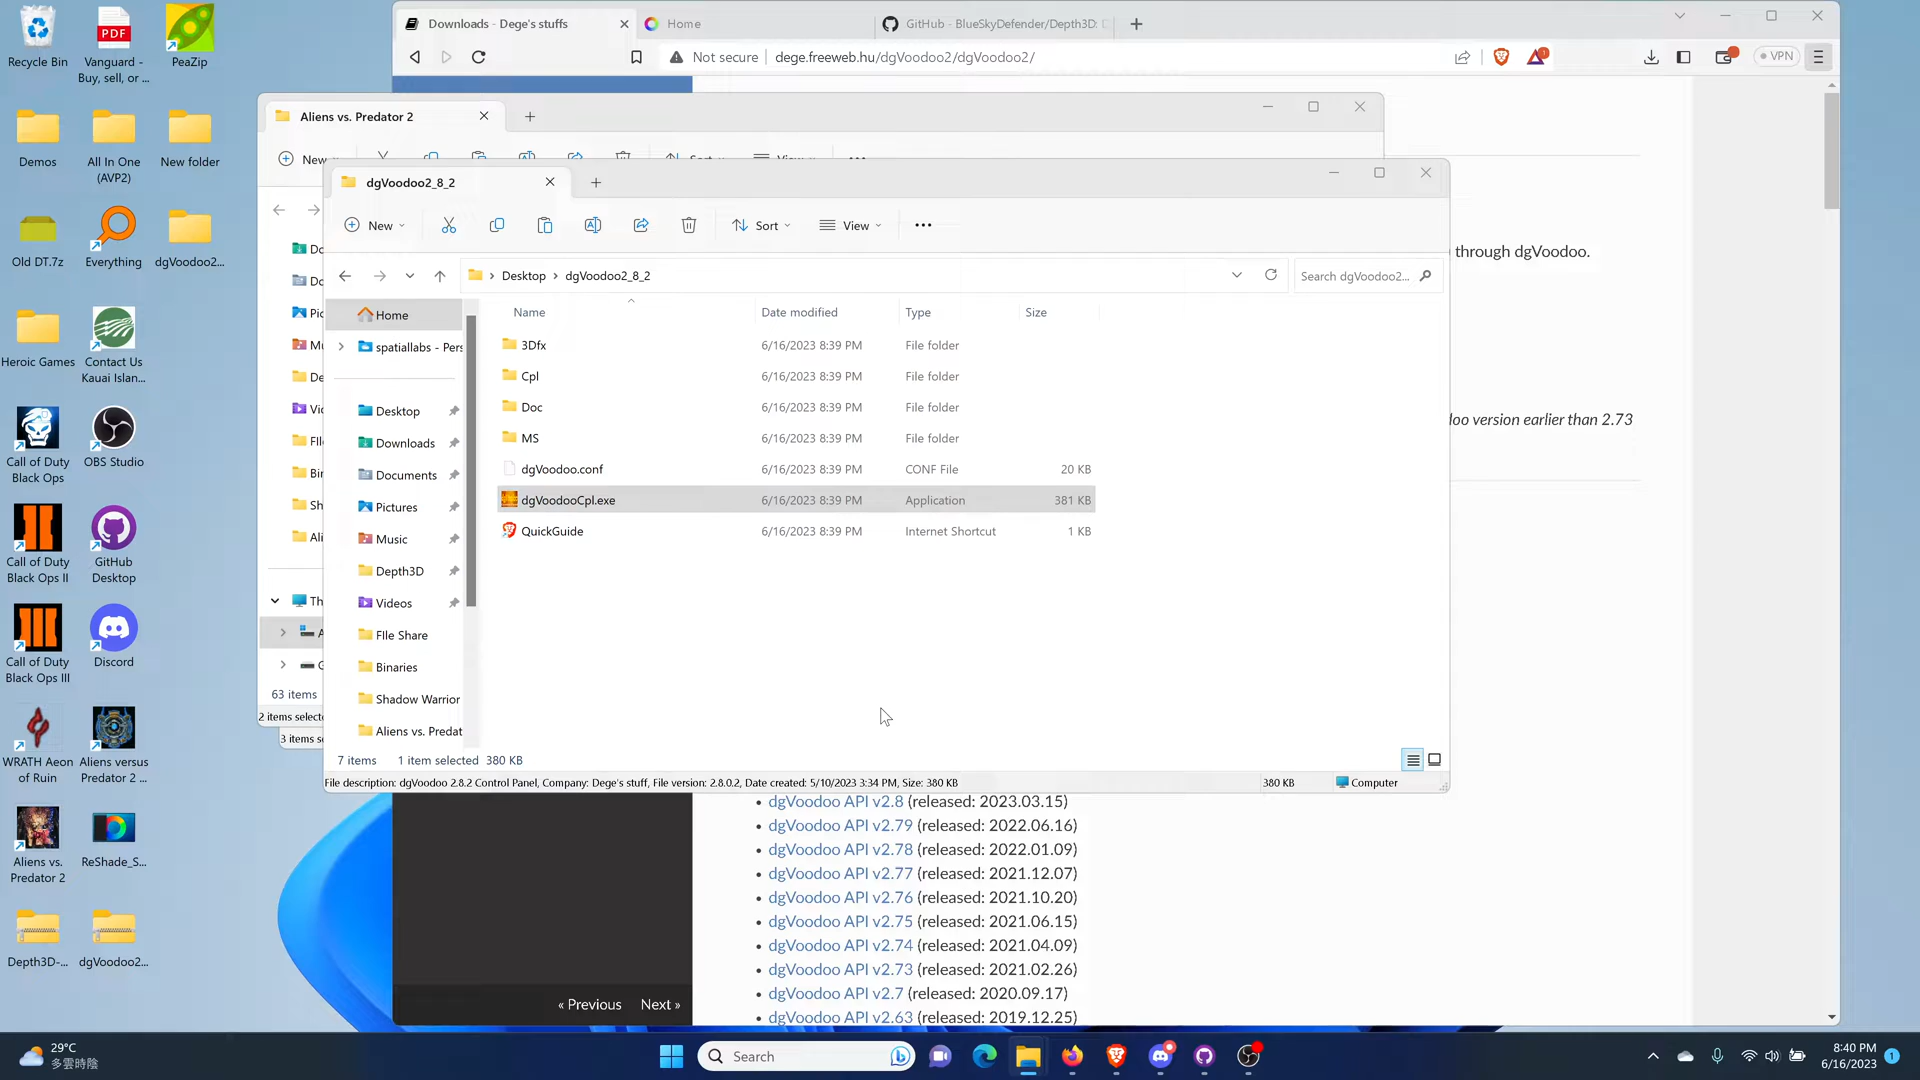 Recycle Bin
Vanguard -
Buy, sell, or ...
PeaZip
Demos
All In One
(AVP2)
New folder
Old DT.7z
Everything
dgVoodoo2...
Heroic Games
Contact Us
Kauai Islan...
Call of Duty
Black Ops
OBS Studio
Call of Duty
Black Ops II
GitHub
Desktop
Call of Duty
Black Ops III
Discord
WRATH Aeon
of Ruin
Aliens versus
Predator 2 ...
Aliens vs.
Predator 2
ReShade_S...
Depth3D-...
dgVoodoo2...
Downloads - Dege's stuffs
Home
GitHub - BlueSkyDefender/Depth3D:
Not secure
dege.freeweb.hu/dgVoodoo2/dgVoodoo2/
VPN
Aliens vs. Predator 2
New
Sort
View
63 items
2 items selecte
3 items s
dgVoodoo2_8_2
New
Sort
View
Desktop > dgVoodoo2_8_2
Search dgVoodoo2...
Home
spatiallabs - Pers
Desktop
Downloads
Documents
Pictures
Music
Depth3D
Videos
FIle Share
Binaries
Shadow Warrior
Aliens vs. Predat
Name Date modified Type Size
3Dfx 6/16/2023 8:39 PM File folder
Cpl 6/16/2023 8:39 PM File folder
Doc 6/16/2023 8:39 PM File folder
MS 6/16/2023 8:39 PM File folder
dgVoodoo.conf 6/16/2023 8:39 PM CONF File 20 KB
dgVoodooCpl.exe 6/16/2023 8:39 PM Application 381 KB
QuickGuide 6/16/2023 8:39 PM Internet Shortcut 1 KB
7 items 1 item selected 380 KB
File description: dgVoodoo 2.8.2 Control Panel, Company: Dege's stuff, File version: 2.8.0.2, Date created: 5/10/2023 3:34 PM, Size: 380 KB
380 KB
Computer
through dgVoodoo.
doo version earlier than 2.73
• dgVoodoo API v2.8 (released: 2023.03.15)
• dgVoodoo API v2.79 (released: 2022.06.16)
• dgVoodoo API v2.78 (released: 2022.01.09)
• dgVoodoo API v2.77 (released: 2021.12.07)
• dgVoodoo API v2.76 (released: 2021.10.20)
• dgVoodoo API v2.75 (released: 2021.06.15)
• dgVoodoo API v2.74 (released: 2021.04.09)
• dgVoodoo API v2.73 (released: 2021.02.26)
• dgVoodoo API v2.7 (released: 2020.09.17)
• dgVoodoo API v2.63 (released: 2019.12.25)
« Previous Next »
29°C
多雲時陰
Search
8:40 PM
6/16/2023
1